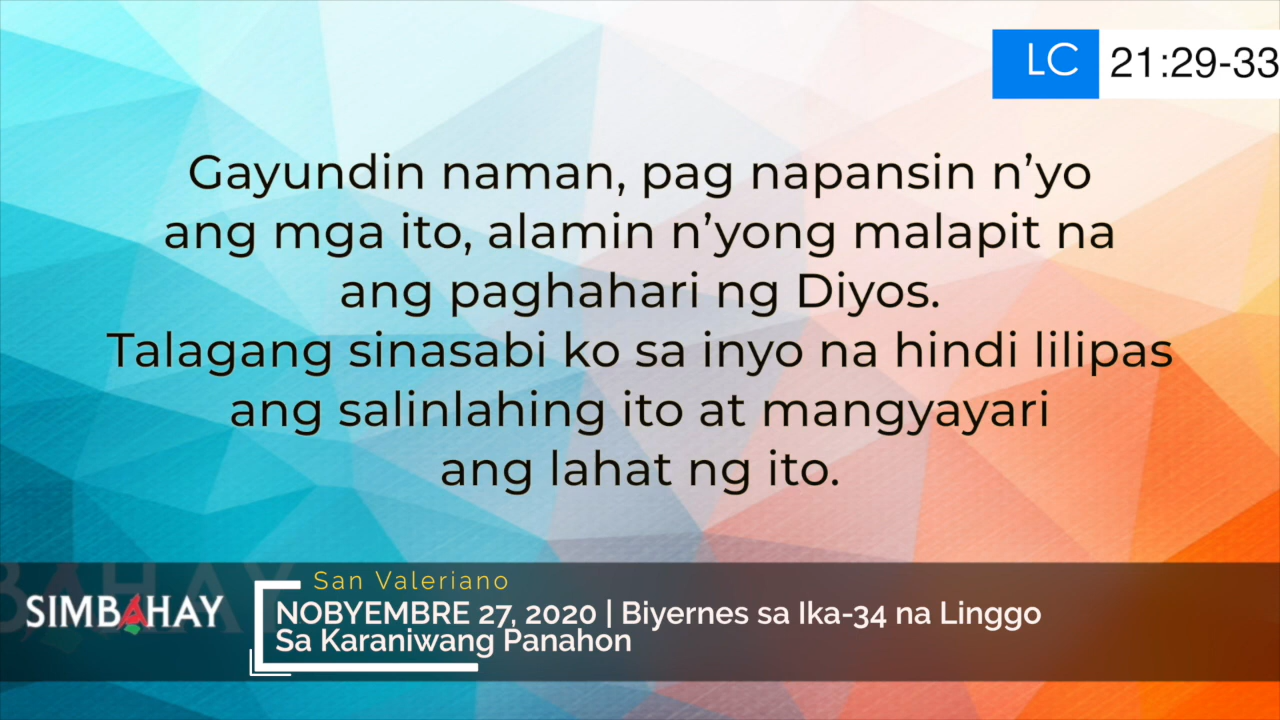 LC 21:29-33
Gayundin naman, pag napansin n’yo
ang mga ito, alamin n’yong malapit na
ang paghahari ng Diyos.
Talagang sinasabi ko sa inyo na hindi lilipas
ang salinlahing ito at mangyayari
ang lahat ng ito.
San Valeriano
SIMBAHAY
NOBYEMBRE 27, 2020 | Biyernes sa Ika-34 na Linggo
Sa Karaniwang Panahon